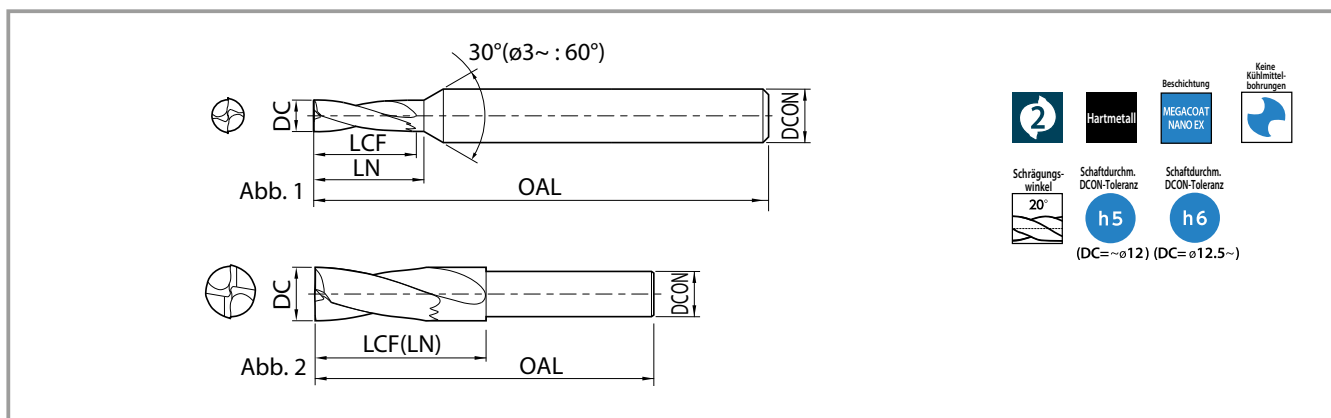 30°(ø3~ : 60°)
DC
LCF
LN
DCON
Abb. 1
OAL
DC
DCON
LCF(LN)
Abb. 2
OAL
2
Hartmetall
Beschichtung
MEGACOAT
NANO EX
Keine
Kühlmittel-
bohrungen
Schrägungs-
winkel
20°
Schaftdurchm.
DCON-Toleranz
h5
(DC=~ø12)
Schaftdurchm.
DCON-Toleranz
h6
(DC= ø12.5~)